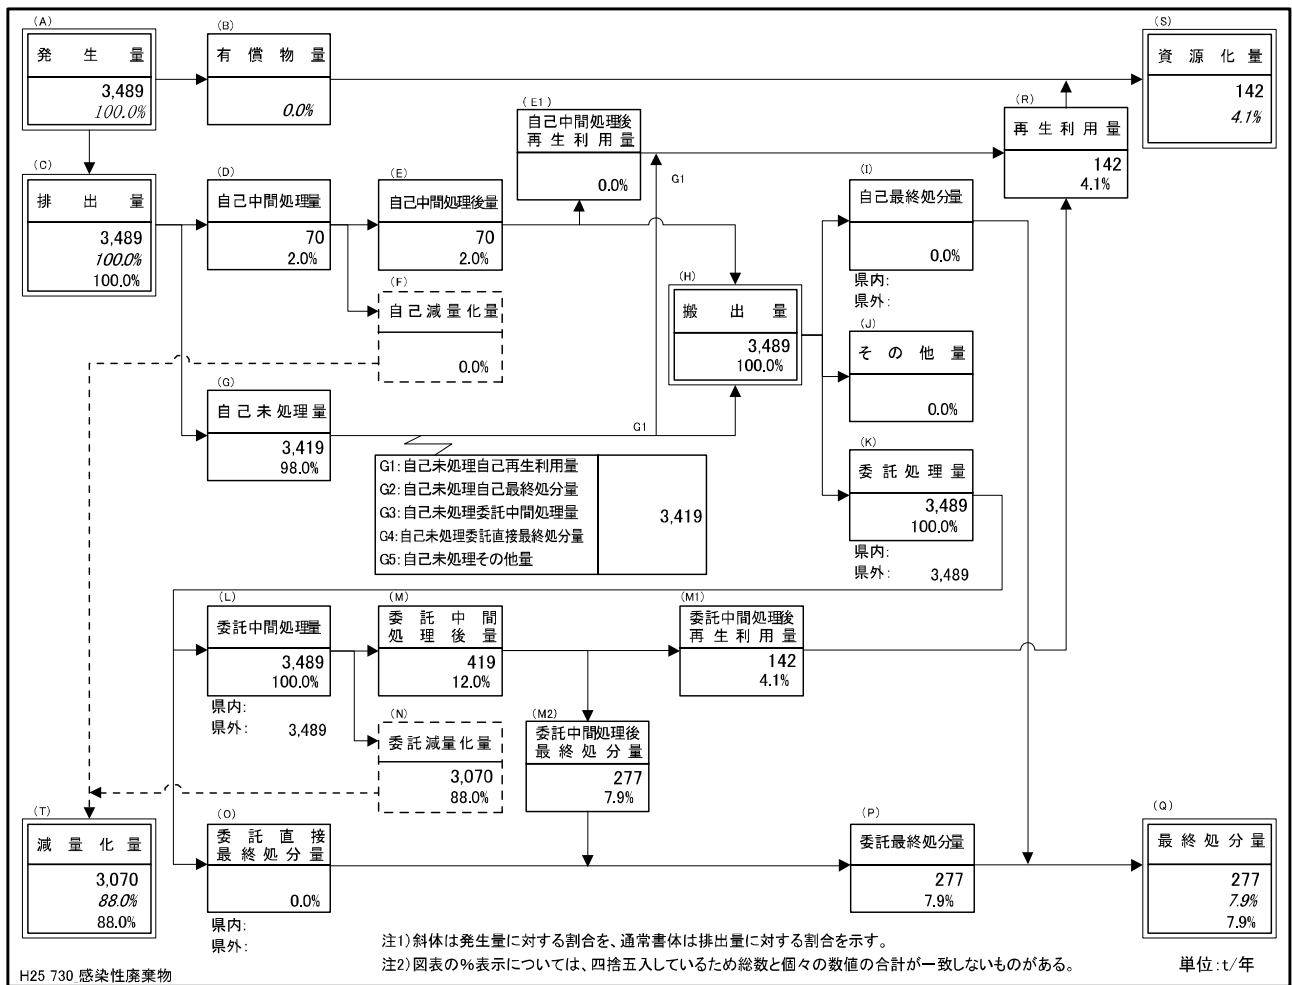 (A)
発生量
3,489
100.0%
(B)
有償物量
0.0%
(S)
資源化量
142
4.1%
(E1)
自己中間処理後
再生利用量
0.0%
(R)
再生利用量
142
4.1%
(C)
排出量
3,489
100.0%
100.0%
(D)
自己中間処理量
70
2.0%
(E)
自己中間処理後量
70
2.0%
G1
(I)
自己最終処分量
0.0%
県内:
県外:
(F)
自己減量化量
0.0%
(H)
搬出量
3,489
100.0%
(J)
その他量
0.0%
(G)
自己未処理量
3,419
98.0%
G1
G1:自己未処理自己再生利用量
G2:自己未処理自己最終処分量
G3:自己未処理委託中間処理量
G4:自己未処理委託直接最終処分量
G5:自己未処理その他量
3,419
(K)
委託処理量
3,489
100.0%
県内:
県外: 3,489
(L)
委託中間処理量
3,489
100.0%
県内:
県外: 3,489
(M)
委託中間
処理後量
419
12.0%
(M1)
委託中間処理後
再生利用量
142
4.1%
(N)
委託減量化量
3,070
88.0%
(M2)
委託中間処理後
最終処分量
277
7.9%
(T)
減量化量
3,070
88.0%
88.0%
(O)
委託直接
最終処分量
0.0%
県内:
県外:
(P)
委託最終処分量
277
7.9%
(Q)
最終処分量
277
7.9%
7.9%
注1)斜体は発生量に対する割合を、通常書体は排出量に対する割合を示す。
注2)図表の%表示については、四捨五入しているため総数と個々の数値の合計が一致しないものがある。
単位:t/年
H25 730_感染性廃棄物